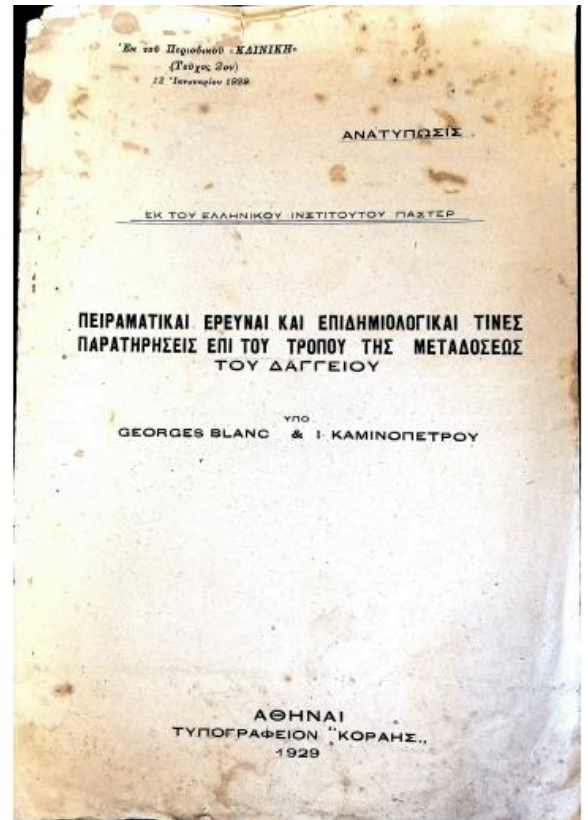 Ἐκ τοῦ Περιοδικοῦ «ΚΛΙΝΙΚΗ»
(Τεῦχος 2ον)
12 Ἰανουαρίου 1929
ΑΝΑΤΥΠΩΣΙΣ
ΕΚ ΤΟΥ ΕΛΛΗΝΙΚΟΥ ΙΝΣΤΙΤΟΥΤΟΥ ΠΑΣΤΕΡ
ΠΕΙΡΑΜΑΤΙΚΑΙ ΕΡΕΥΝΑΙ ΚΑΙ ΕΠΙΔΗΜΙΟΛΟΓΙΚΑΙ ΤΙΝΕΣ
ΠΑΡΑΤΗΡΗΣΕΙΣ ΕΠΙ ΤΟΥ ΤΡΟΠΟΥ ΤΗΣ ΜΕΤΑΔΟΣΕΩΣ
ΤΟΥ ΔΑΓΓΕΙΟΥ
ΥΠΟ
GEORGES BLANC & Ι· ΚΑΜΙΝΟΠΕΤΡΟΥ
ΑΘΗΝΑΙ
ΤΥΠΟΓΡΑΦΕΙΟΝ "ΚΟΡΑΗΣ„
1929